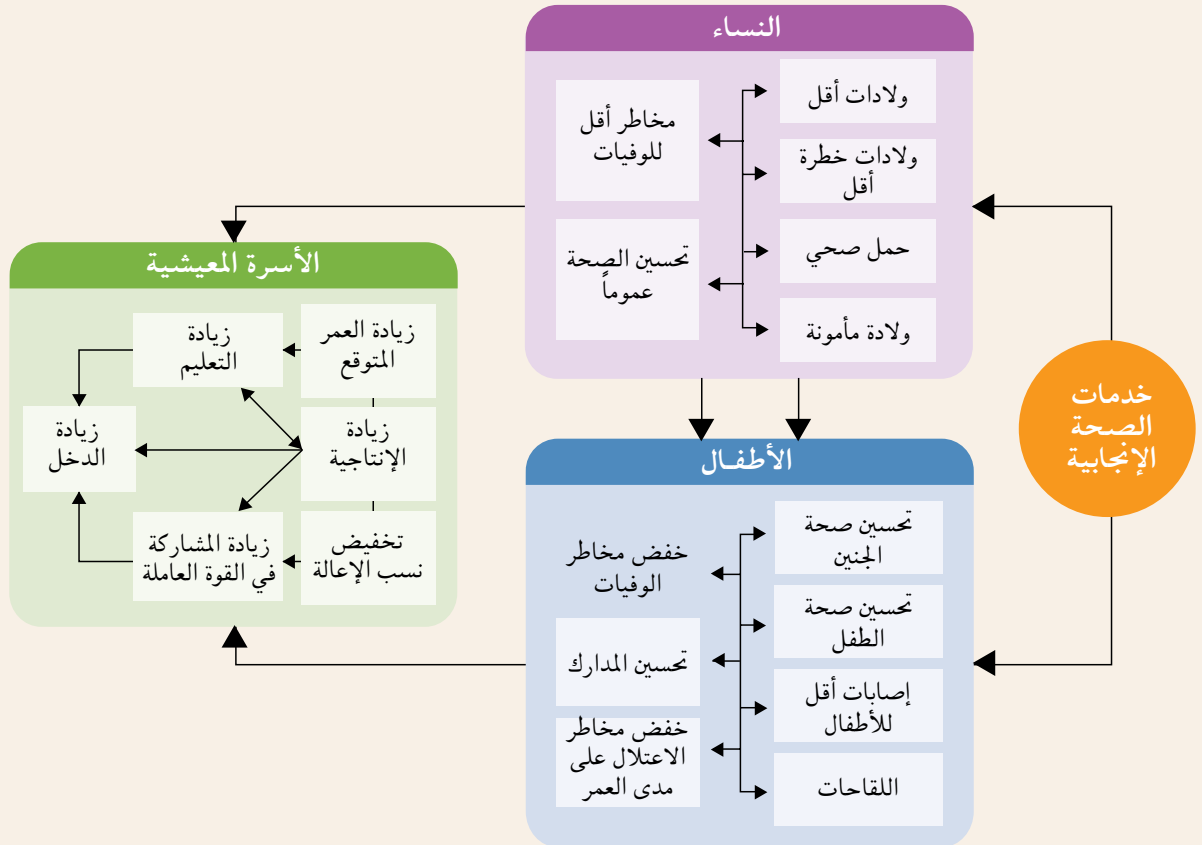 خدمات
الصحة
الإنجابية
النساء
ولادات أقل
ولادات خطرة
أقل
حمل صحي
ولادة مأمونة
مخاطر أقل
للوفيات
تحسين الصحة
عموماً
الأطفـال
تحسين صحة
الجنين
تحسين صحة
الطفل
إصابات أقل
للأطفال
اللقاحات
خفض مخاطر
الوفيات
تحسين المدارك
خفض مخاطر
الاعتلال على
مدى العمر
الأسرة المعيشية
زيادة العمر
المتوقع
زيادة
الإنتاجية
تخفيض
نسب الإعالة
زيادة
التعليم
زيادة المشاركة
في القوة العاملة
زيادة
الدخل